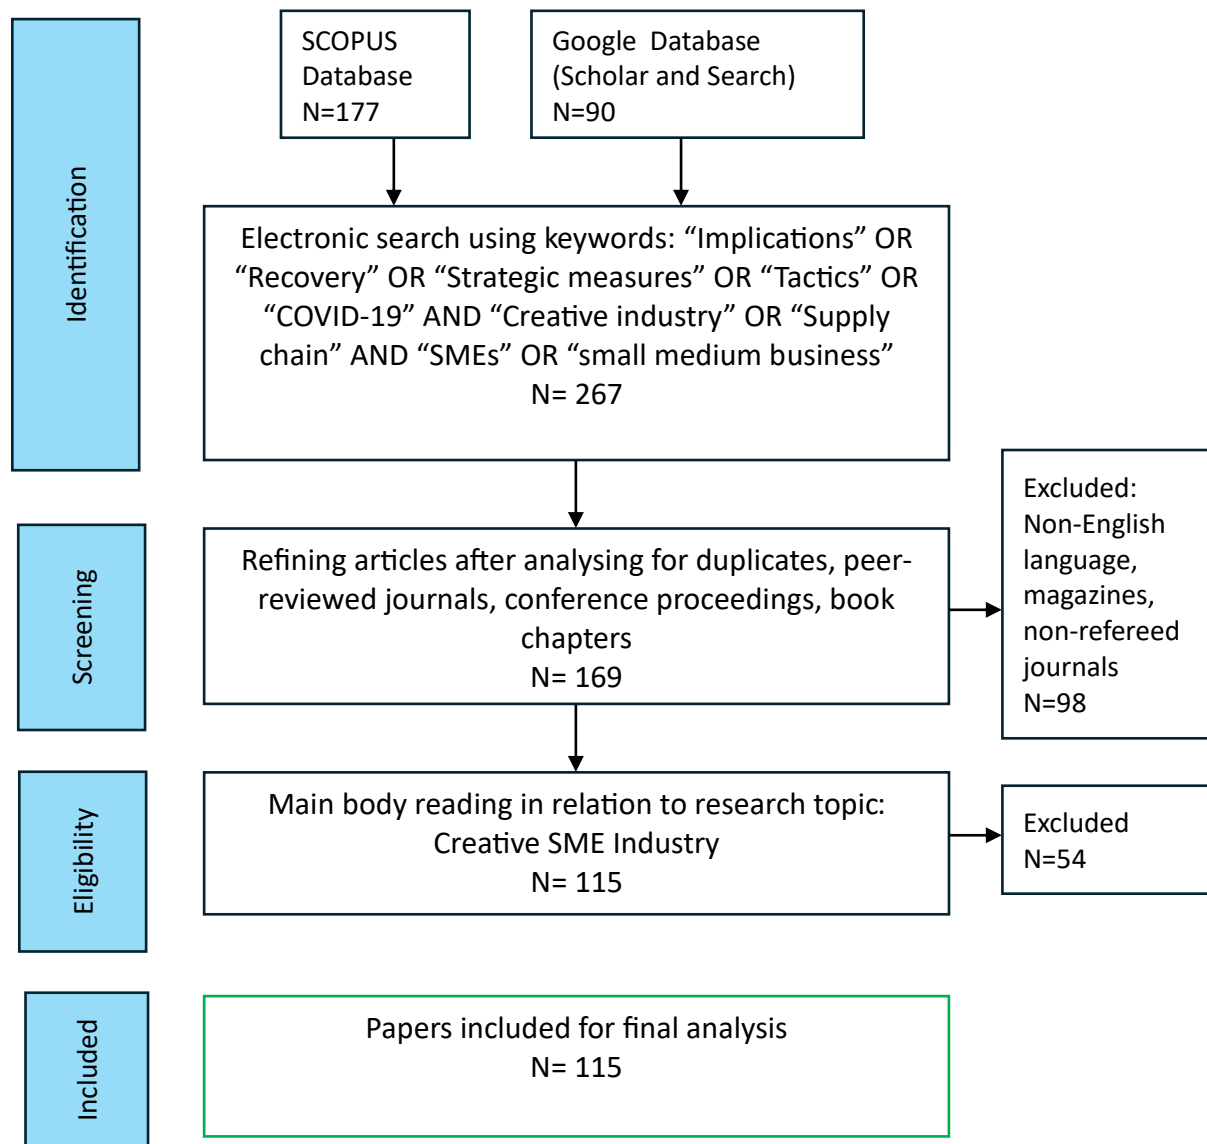 Identification
SCOPUS
Database
N=177
Google  Database
(Scholar and Search)
N=90
Electronic search using keywords: “Implications” OR
“Recovery” OR “Strategic measures” OR “Tactics” OR
“COVID-19” AND “Creative industry” OR “Supply
chain” AND “SMEs” OR “small medium business”
N= 267
Screening
Refining articles after analysing for duplicates, peer-
reviewed journals, conference proceedings, book
chapters
N= 169
Excluded:
Non-English
language,
magazines,
non-refereed
journals
N=98
Eligibility
Main body reading in relation to research topic:
Creative SME Industry
N= 115
Excluded
N=54
Included
Papers included for final analysis
N= 115